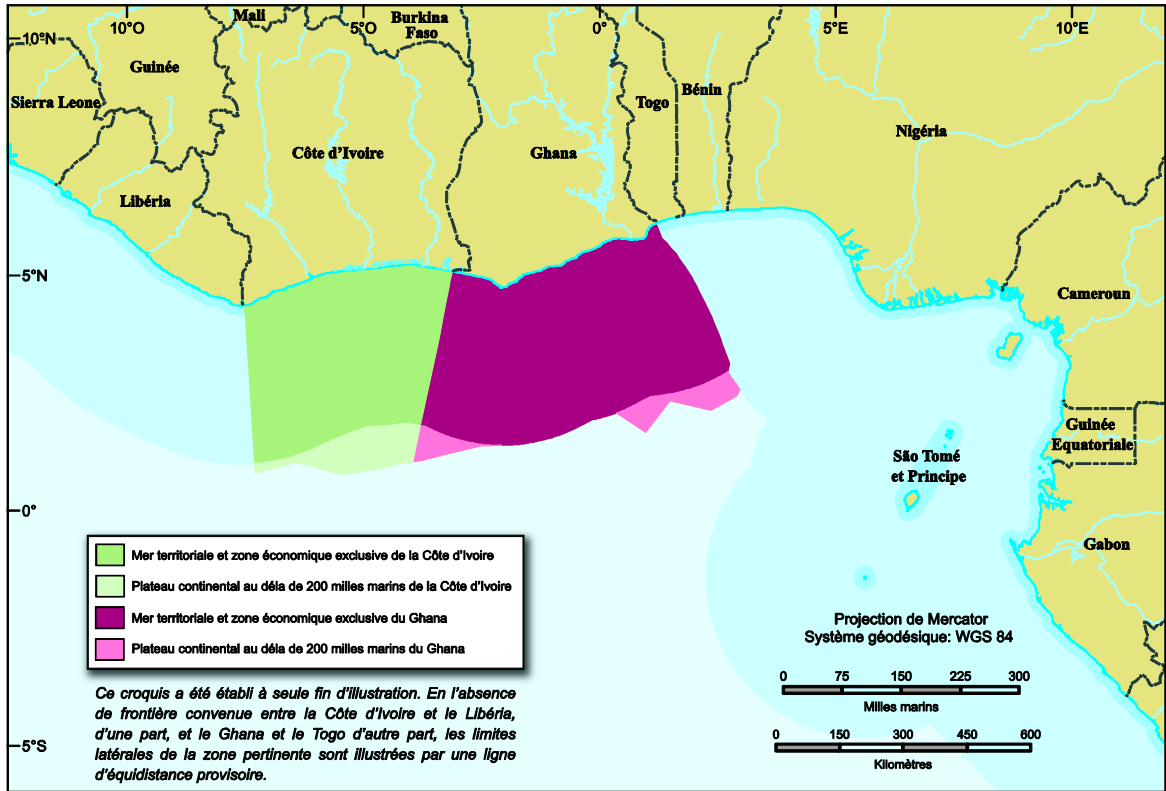 10°O
5°O
0°
5°E
10°E
10°N
Mali
Burkina
Faso
Guinée
Sierra Leone
Togo
Bénin
Côte d’Ivoire
Ghana
Nigéria
Libéria
5°N
Cameroun
Guinée
Equatoriale
São Tomé
et Principe
0°
Gabon
Mer territoriale et zone économique exclusive de la Côte d’Ivoire
Plateau continental au déla de 200 milles marins de la Côte d’Ivoire
Mer territoriale et zone économique exclusive du Ghana
Plateau continental au déla de 200 milles marins du Ghana
Projection de Mercator
Système géodésique: WGS 84
0 75 150 225 300
Milles marins
0 150 300 450 600
Kilomètres
Ce croquis a été établi à seule fin d’illustration. En l’absence
de frontière convenue entre la Côte d’Ivoire et le Libéria,
d’une part, et le Ghana et le Togo d’autre part, les limites
latérales de la zone pertinente sont illustrées par une ligne
d’équidistance provisoire.
5°S